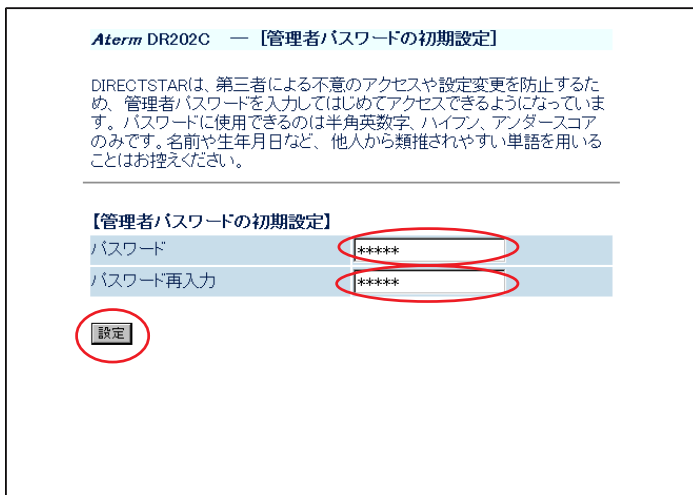 Aterm DR202C ― [管理者パスワードの初期設定]
DIRECTSTARは、第三者による不意のアクセスや設定変更を防止するた
め、管理者パスワードを入力してはじめてアクセスできるようになっていま
す。パスワードに使用できるのは半角英数字、ハイフン、アンダースコア
のみです。名前や生年月日など、他人から類推されやすい単語を用いる
ことはお控えください。
【管理者パスワードの初期設定】
パスワード *****
パスワード再入力 *****
設定